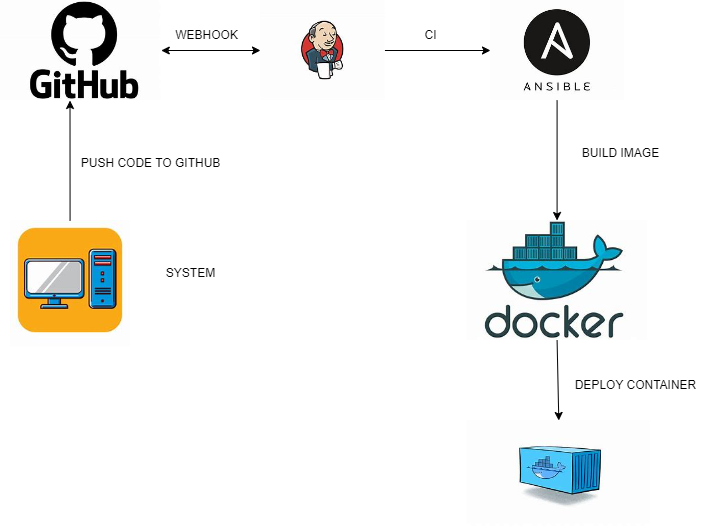 WEBHOOK
CI
GitHub
ANSIBLE
PUSH CODE TO GITHUB
BUILD IMAGE
SYSTEM
docker
DEPLOY CONTAINER